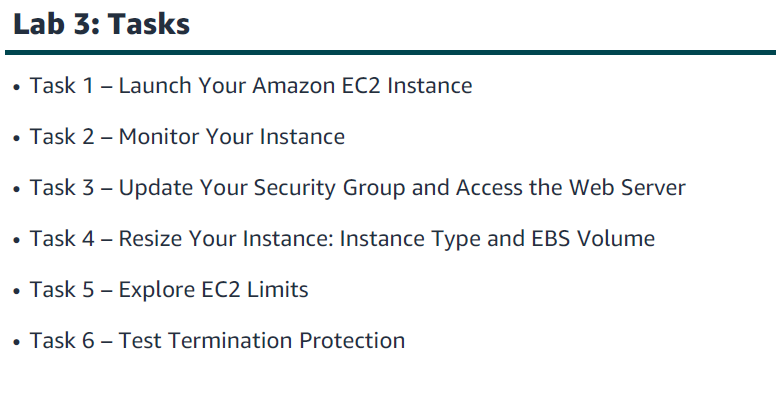 Lab 3: Tasks
• Task 1 – Launch Your Amazon EC2 Instance
• Task 2 – Monitor Your Instance
• Task 3 – Update Your Security Group and Access the Web Server
• Task 4 – Resize Your Instance: Instance Type and EBS Volume
• Task 5 – Explore EC2 Limits
• Task 6 – Test Termination Protection